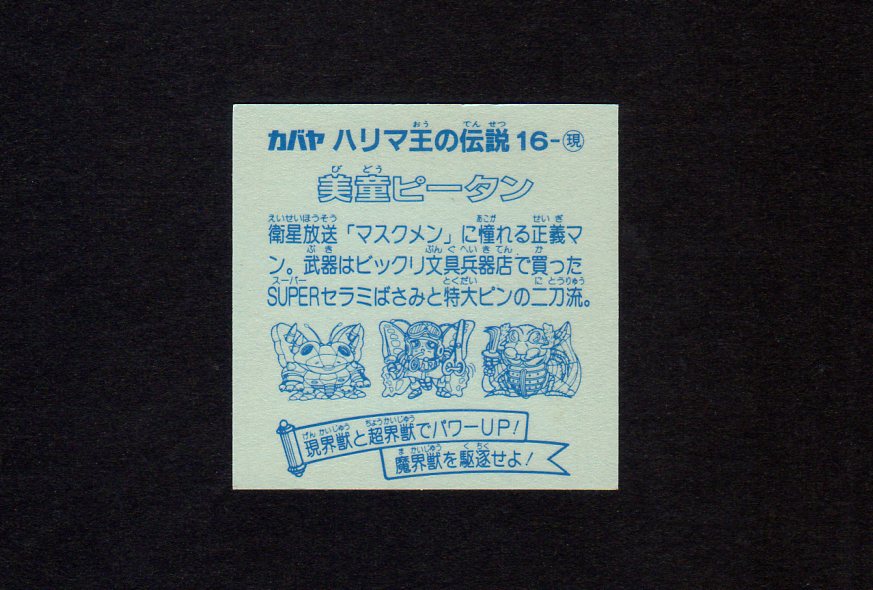 カバヤ ハリマ王の伝説 16-現
美童ピータン
衛星放送「マスクメン」に憧れる正義マ
ン。武器はビックリ文具兵器店で買った
SUPERセラミばさみと特大ピンの二刀流。
現界獣と超界獣でパワーUP!
魔界獣を駆逐せよ!